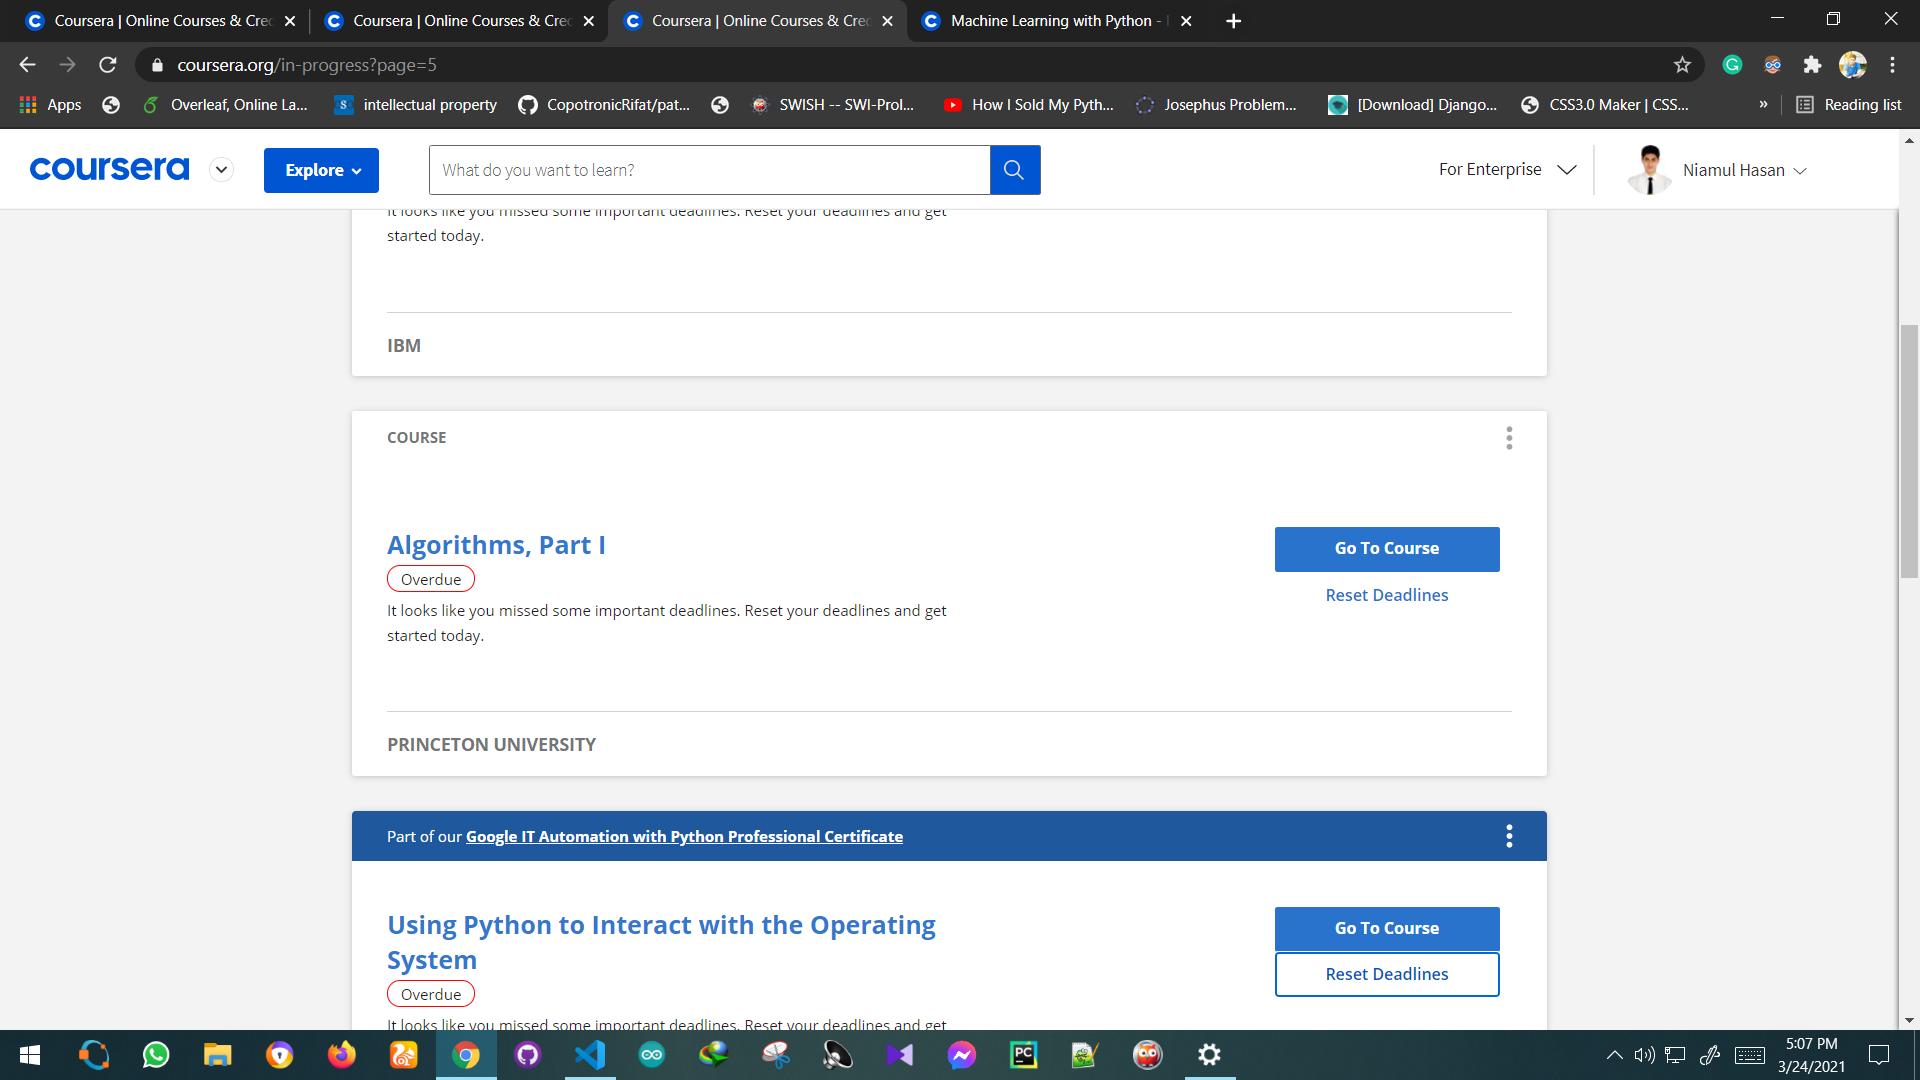 Coursera | Online Courses & Cred
Coursera | Online Courses & Cred
Coursera | Online Courses & Cred
Machine Learning with Python -
coursera.org/in-progress?page=5
Apps
Overleaf, Online La...
intellectual property
CopotronicRifat/pat...
SWISH -- SWI-Prol...
How I Sold My Pyth...
Josephus Problem...
[Download] Django...
CSS3.0 Maker | CSS...
»
Reading list
coursera
Explore
What do you want to learn?
For Enterprise
Niamul Hasan
It looks like you missed some important deadlines. Reset your deadlines and get
started today.
IBM
COURSE
Algorithms, Part I
Overdue
It looks like you missed some important deadlines. Reset your deadlines and get
started today.
Go To Course
Reset Deadlines
PRINCETON UNIVERSITY
Part of our Google IT Automation with Python Professional Certificate
Using Python to Interact with the Operating
System
Overdue
It looks like you missed some important deadlines. Reset your deadlines and get
Go To Course
Reset Deadlines
PC
5:07 PM
3/24/2021